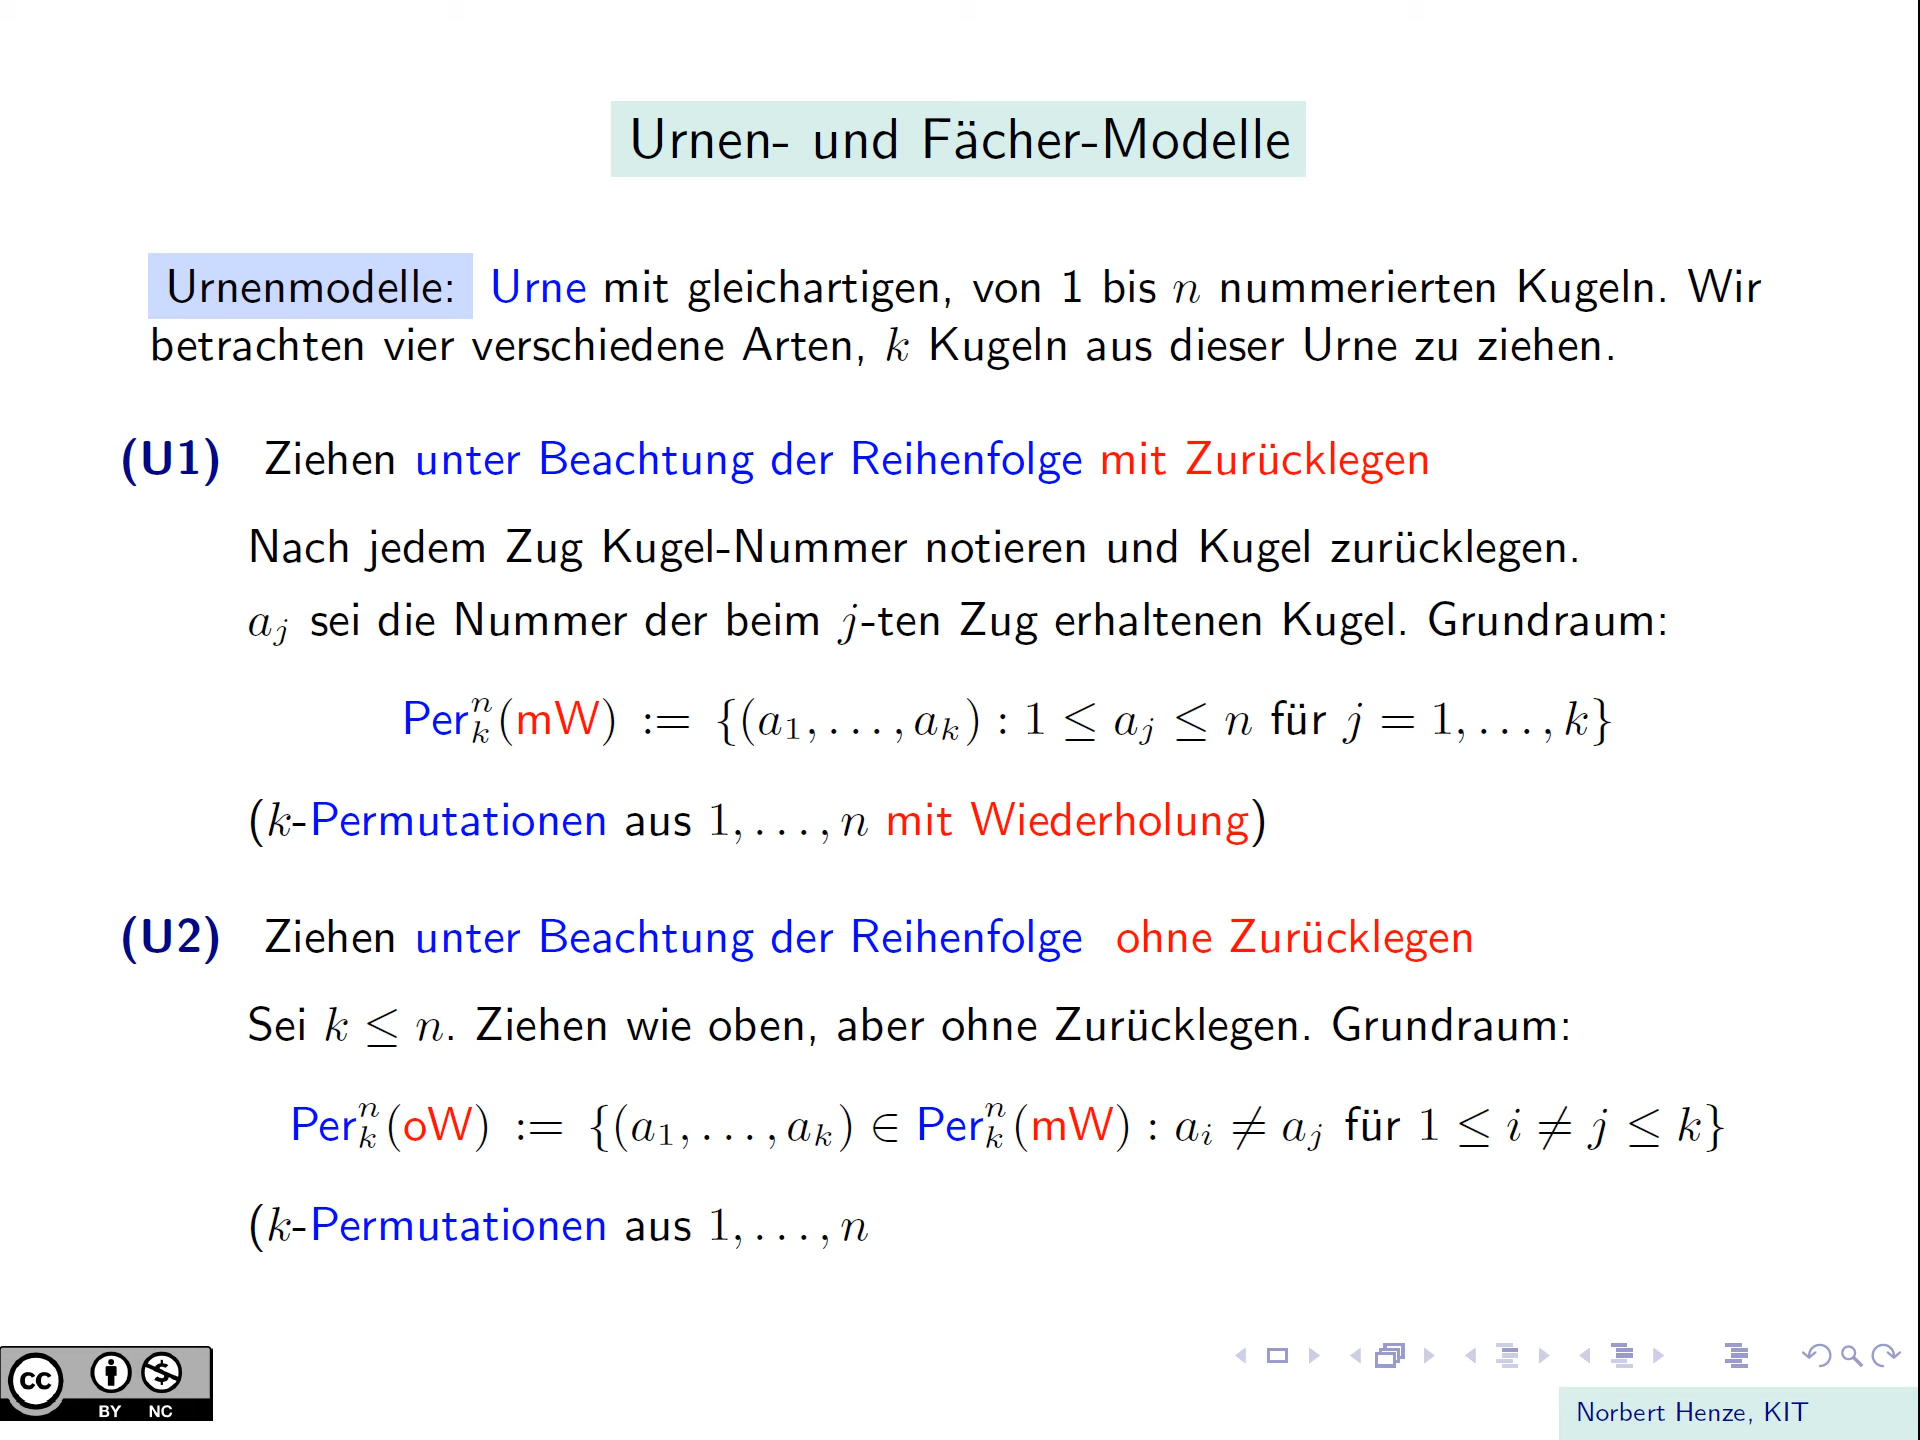 Urnen- und Fächer-Modelle
Urnenmodelle: Urne mit gleichartigen, von 1 bis n nummerierten Kugeln. Wir
betrachten vier verschiedene Arten, k Kugeln aus dieser Urne zu ziehen.
(U1) Ziehen unter Beachtung der Reihenfolge mit Zurücklegen
Nach jedem Zug Kugel-Nummer notieren und Kugel zurücklegen.
a_j sei die Nummer der beim j-ten Zug erhaltenen Kugel. Grundraum:
Per_k^n(mW) := {(a_1, . . . , a_k) : 1 ≤ a_j ≤ n für j = 1, . . . , k}
(k-Permutationen aus 1, . . . , n mit Wiederholung)
(U2) Ziehen unter Beachtung der Reihenfolge ohne Zurücklegen
Sei k ≤ n. Ziehen wie oben, aber ohne Zurücklegen. Grundraum:
Per_k^n(oW) := {(a_1, . . . , a_k) ∈ Per_k^n(mW) : a_i ≠ a_j für 1 ≤ i ≠ j ≤ k}
(k-Permutationen aus 1, . . . , n
cc BY NC
Norbert Henze, KIT